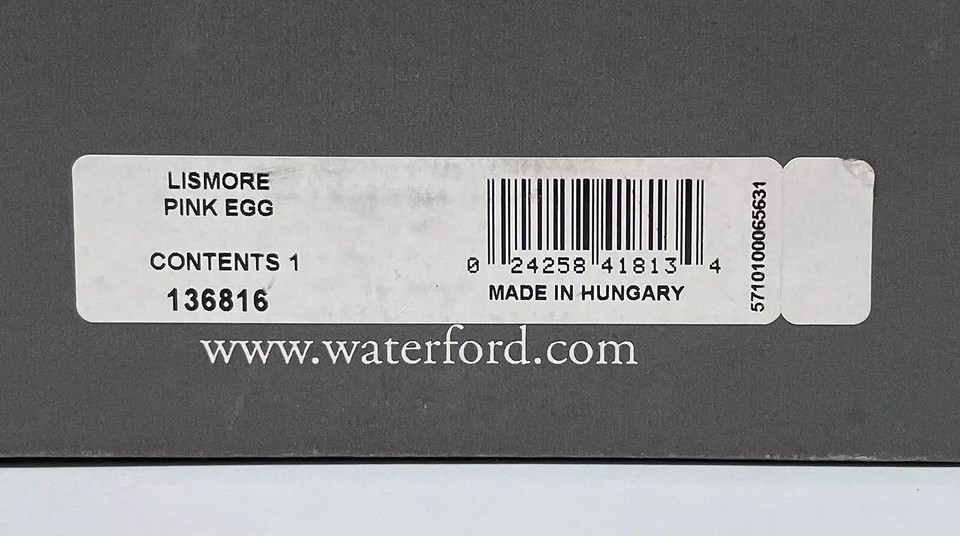 LISMORE
PINK EGG
CONTENTS 1
136816
0 24258 41813 4
MADE IN HUNGARY
5710100065631
www.waterford.com